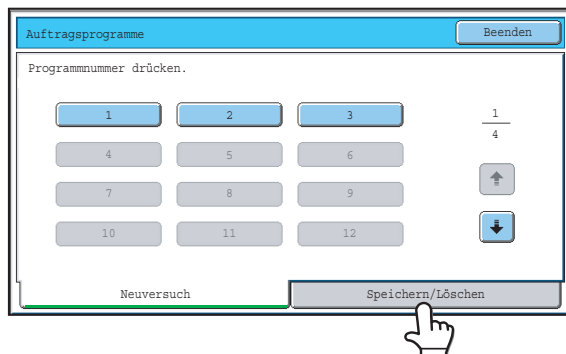 Auftragsprogramme Beenden
Programmnummer drücken.
1 2 3
1
4
4 5 6
7 8 9
10 11 12
Neuversuch Speichern/Löschen